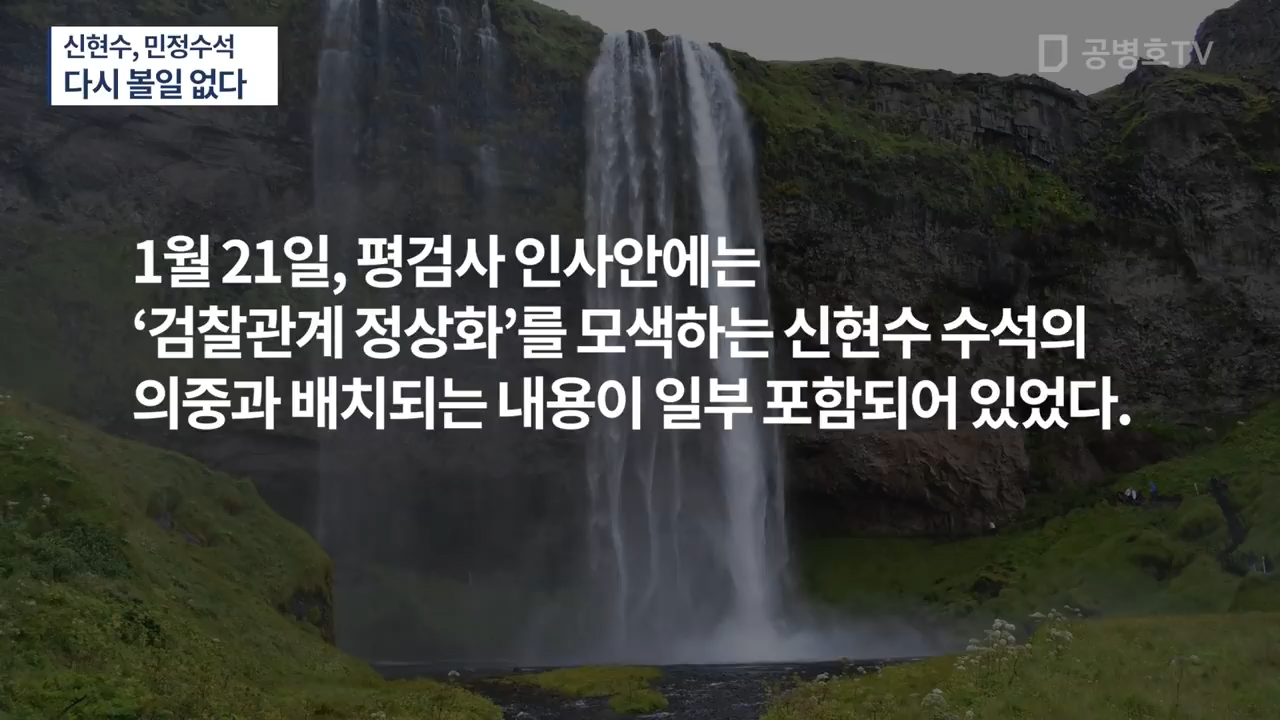 신현수, 민정수석
다시 볼일 없다
공병호TV
1월 21일, 평검사 인사안에는
‘검찰관계 정상화’를 모색하는 신현수 수석의
의중과 배치되는 내용이 일부 포함되어 있었다.